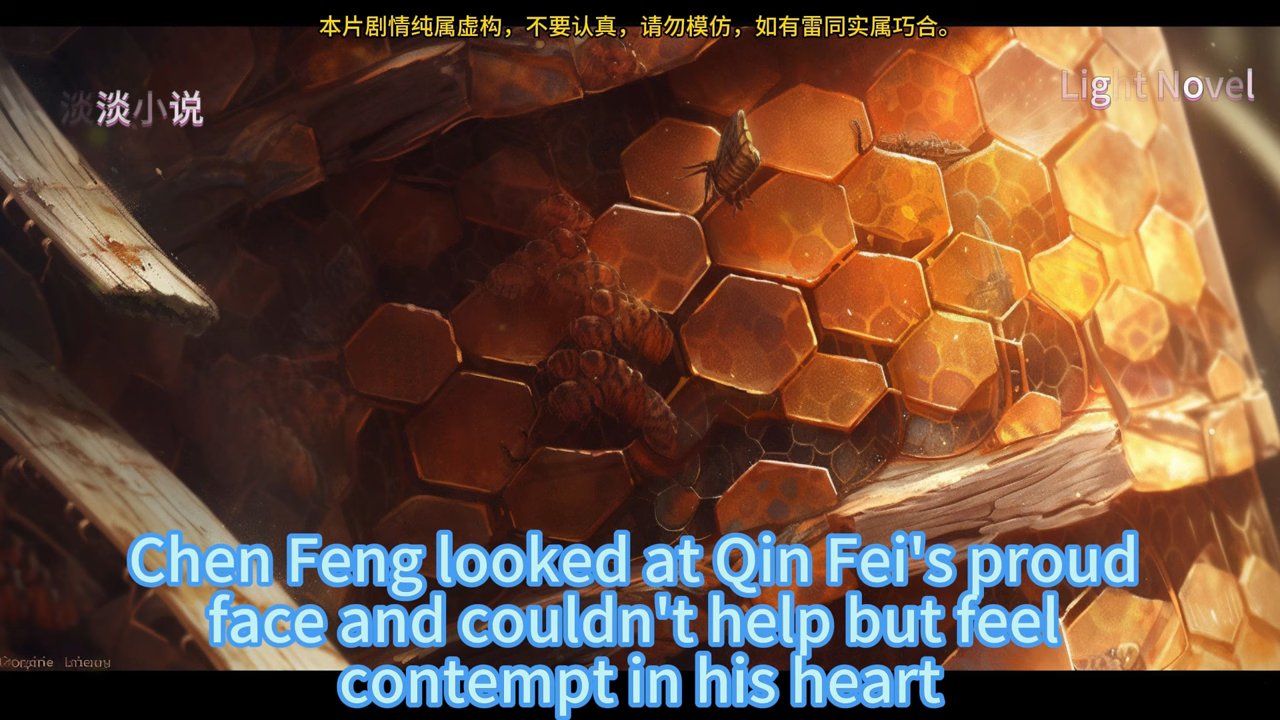 本片剧情纯属虚构，不要认真，请勿模仿，如有雷同实属巧合。
淡淡小说
Light Novel
Chen Feng looked at Qin Fei's proud
face and couldn't help but feel
contempt in his heart